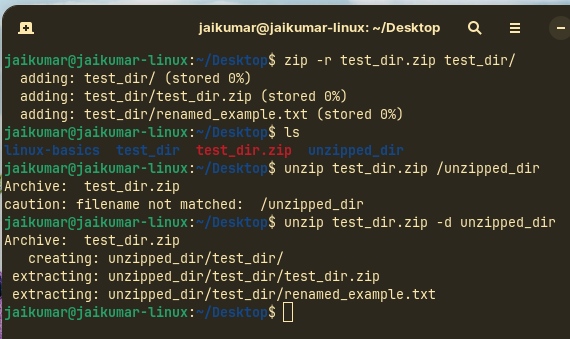 jaikumar@jaikumar-linux: ~/Desktop
jaikumar@jaikumar-linux:~/Desktop$ zip -r test_dir.zip test_dir/
  adding: test_dir/ (stored 0%)
  adding: test_dir/test_dir.zip (stored 0%)
  adding: test_dir/renamed_example.txt (stored 0%)
jaikumar@jaikumar-linux:~/Desktop$ ls
linux-basics  test_dir  test_dir.zip  unzipped_dir
jaikumar@jaikumar-linux:~/Desktop$ unzip test_dir.zip /unzipped_dir
Archive:  test_dir.zip
caution: filename not matched:  /unzipped_dir
jaikumar@jaikumar-linux:~/Desktop$ unzip test_dir.zip -d unzipped_dir
Archive:  test_dir.zip
   creating: unzipped_dir/test_dir/
 extracting: unzipped_dir/test_dir/test_dir.zip
 extracting: unzipped_dir/test_dir/renamed_example.txt
jaikumar@jaikumar-linux:~/Desktop$